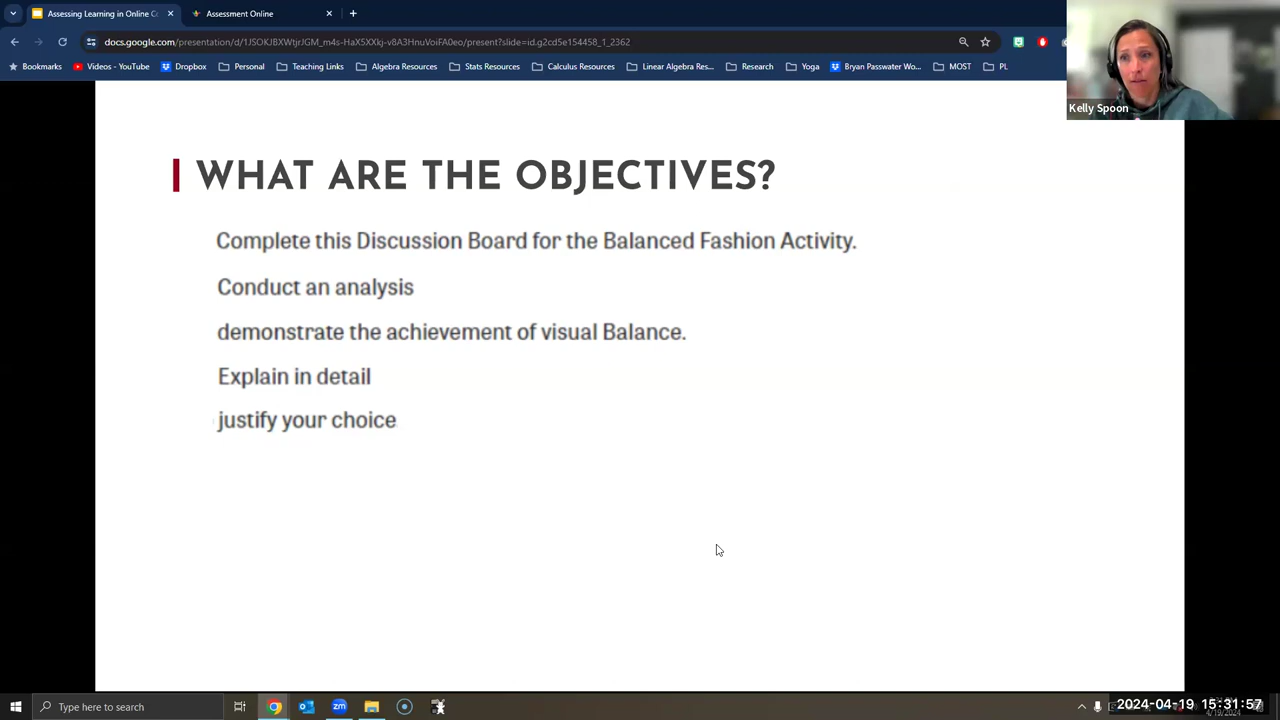 Assessing Learning in Online Co
Assessment Online
docs.google.com/presentation/d/1JSOKJBXWtjrJGM_m4s-HaX5XXkj-v8A3HnuVoiFA0eo/present?slide=id.g2cd5e154458_1_2362
Bookmarks Videos - YouTube Dropbox Personal Teaching Links Algebra Resources Stats Resources Calculus Resources Linear Algebra Res... Research Yoga Bryan Passwater Wo... MOST PL
Kelly Spoon
WHAT ARE THE OBJECTIVES?
Complete this Discussion Board for the Balanced Fashion Activity.
Conduct an analysis
demonstrate the achievement of visual Balance.
Explain in detail
justify your choice
Type here to search
2024-04-19 15:31:57